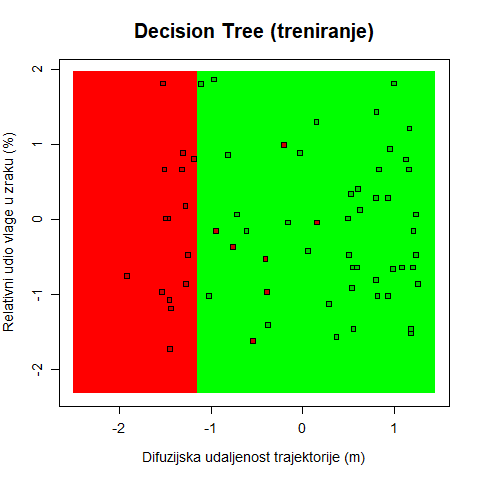 Decision Tree (treniranje)
Relativni udio vlage u zraku (%)
2
1
0
-1
-2
-2 -1 0 1
Difuzijska udaljenost trajektorije (m)